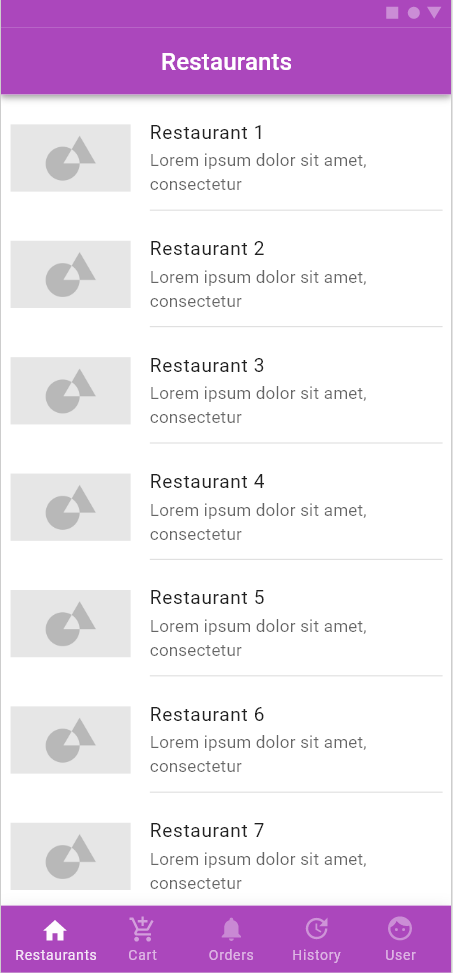 Restaurants
Restaurant 1
Lorem ipsum dolor sit amet,
consectetur
Restaurant 2
Lorem ipsum dolor sit amet,
consectetur
Restaurant 3
Lorem ipsum dolor sit amet,
consectetur
Restaurant 4
Lorem ipsum dolor sit amet,
consectetur
Restaurant 5
Lorem ipsum dolor sit amet,
consectetur
Restaurant 6
Lorem ipsum dolor sit amet,
consectetur
Restaurant 7
Lorem ipsum dolor sit amet,
consectetur
Restaurants Cart Orders History User